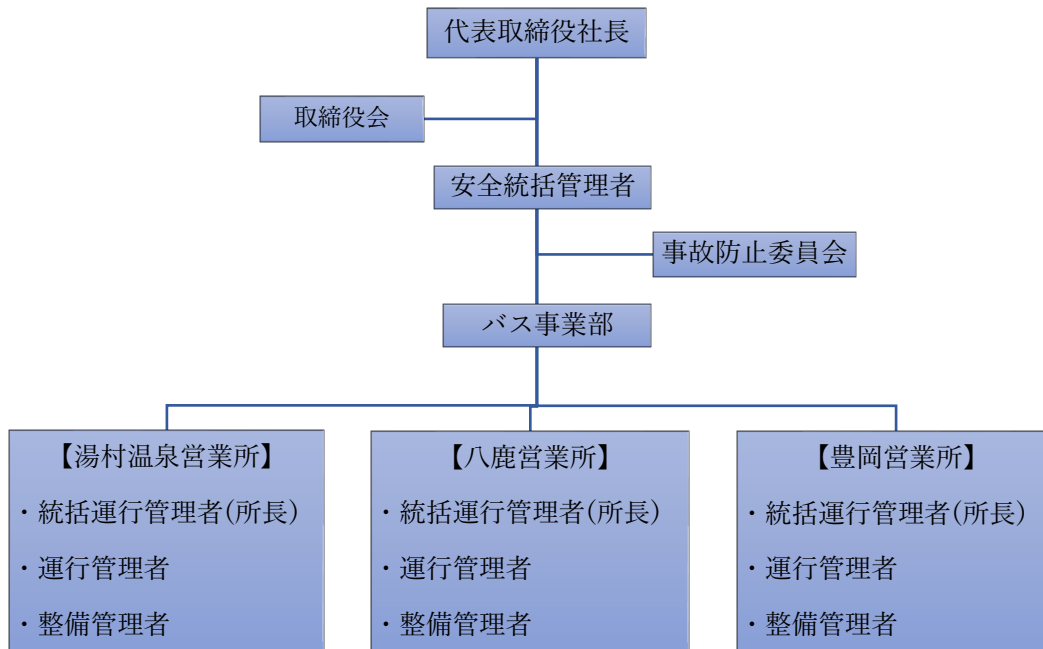 代表取締役社長
取締役会
安全統括管理者
事故防止委員会
バス事業部
【湯村温泉営業所】
・統括運行管理者(所長)
・運行管理者
・整備管理者
【八鹿営業所】
・統括運行管理者(所長)
・運行管理者
・整備管理者
【豊岡営業所】
・統括運行管理者(所長)
・運行管理者
・整備管理者